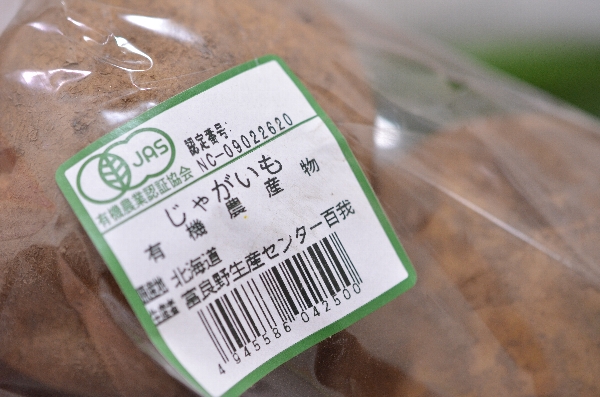 JAS
認定番号:
NC-09022620
有機農業認証協会
じゃがいも
有機農産物
北海道
富良野生産センター百我
4945586042500